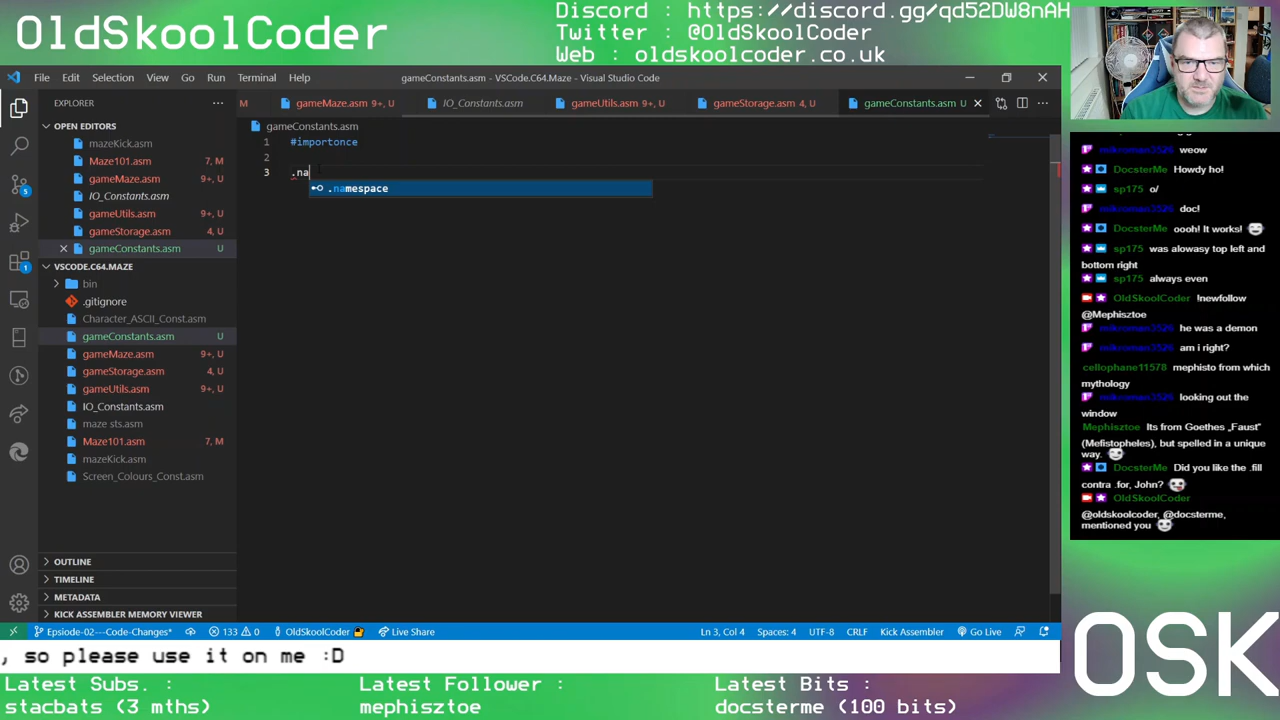 OldSkoolCoder
Discord : https://discord.gg/qd52DW8nAH
Twitter : @OldSkoolCoder
Web : oldskoolcoder.co.uk
File Edit Selection View Go Run Terminal Help
gameConstants.asm - VSCode.C64.Maze - Visual Studio Code
EXPLORER
M gameMaze.asm 9+, U IO_Constants.asm gameUtils.asm 9+, U gameStorage.asm 4, U gameConstants.asm U
OPEN EDITORS
mazeKick.asm
Maze101.asm 7, M
gameMaze.asm 9+, U
IO_Constants.asm
gameUtils.asm 9+, U
gameStorage.asm 4, U
gameConstants.asm U
VSCODE.C64.MAZE
bin
.gitignore
Character_ASCII_Const.asm
gameConstants.asm U
gameMaze.asm 9+, U
gameStorage.asm 4, U
gameUtils.asm 9+, U
IO_Constants.asm
maze sts.asm
Maze101.asm 7, M
mazeKick.asm
Screen_Colours_Const.asm
OUTLINE
TIMELINE
METADATA
KICK ASSEMBLER MEMORY VIEWER
5
1
gameConstants.asm
1 #importonce
2
3 .na
.namespace
mikroman3526 weow
DocsterMe Howdy ho!
sp175 o/
mikroman3526 doc!
DocsterMe oooh! It works!
sp175 was alowasy top left and
bottom right
sp175 always even
OldSkoolCoder !newfollow
@Mephisztoe
mikroman3526 he was a demon
mikroman3526 am i right?
cellophane11578 mephisto from which
mythology
mikroman3526 looking out the
window
Mephisztoe Its from Goethes „Faust"
(Mefistopheles), but spelled in a unique
way.
DocsterMe Did you like the .fill
contra .for, John?
OldSkoolCoder
@oldskoolcoder, @docsterme,
mentioned you
Epsiode-02---Code-Changes* 133 0 OldSkoolCoder Live Share Ln 3, Col 4 Spaces: 4 UTF-8 CRLF Kick Assembler Go Live
, so please use it on me :D
OSK
Latest Subs. :
stacbats (3 mths)
Latest Follower :
mephisztoe
Latest Bits :
docsterme (100 bits)